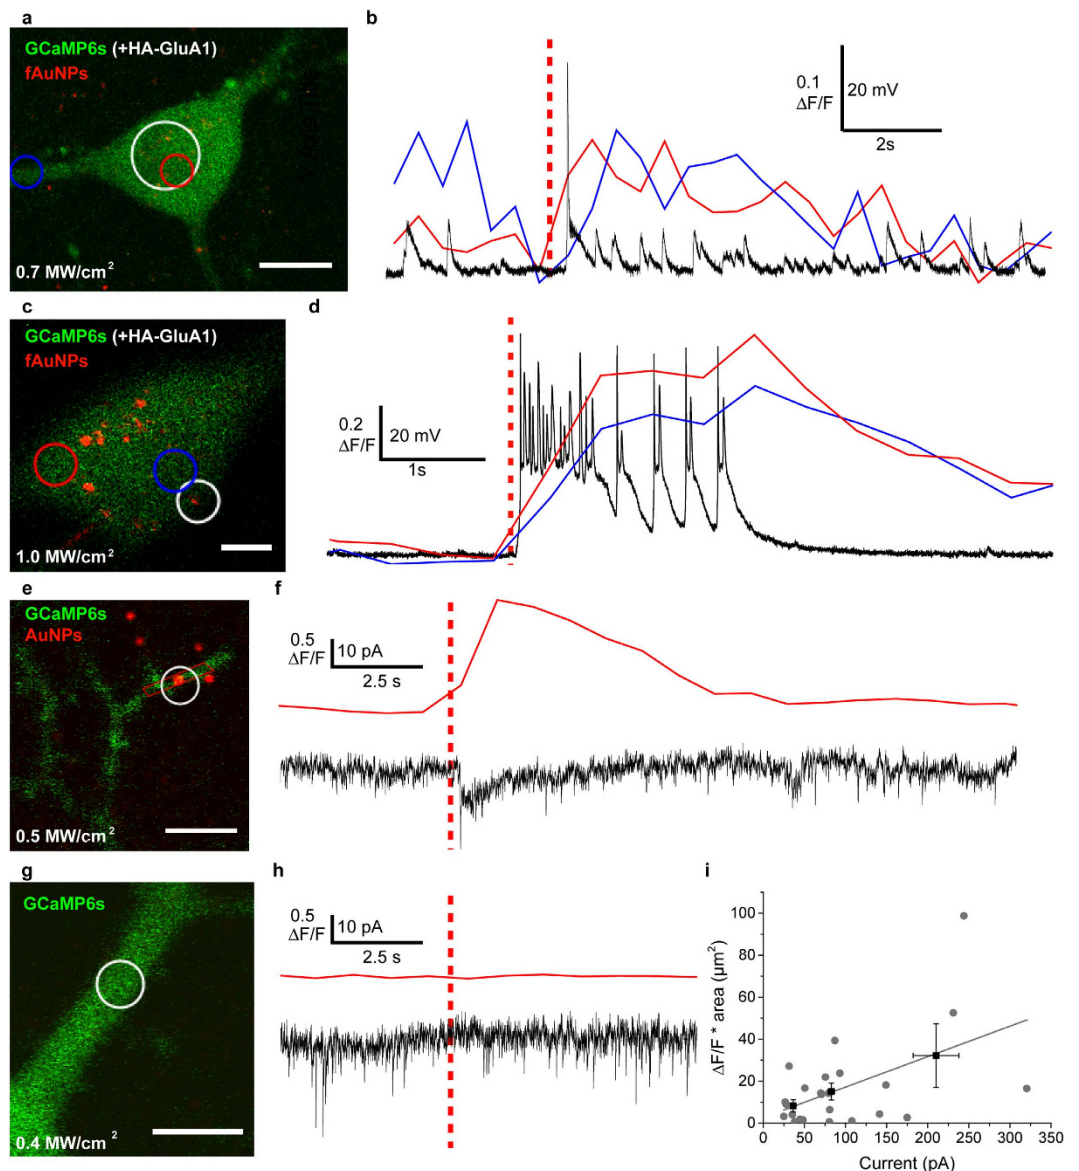 a
GCaMP6s (+HA-GluA1)
fAuNPs
0.7 MW/cm²
b
0.1
ΔF/F
20 mV
2s
c
GCaMP6s (+HA-GluA1)
fAuNPs
1.0 MW/cm²
d
0.2
ΔF/F
20 mV
1s
e
GCaMP6s
AuNPs
0.5 MW/cm²
f
0.5
ΔF/F
10 pA
2.5 s
g
GCaMP6s
0.4 MW/cm²
h
0.5
ΔF/F
10 pA
2.5 s
i
ΔF/F * area (µm²)
100
80
60
40
20
0
0 50 100 150 200 250 300 350
Current (pA)